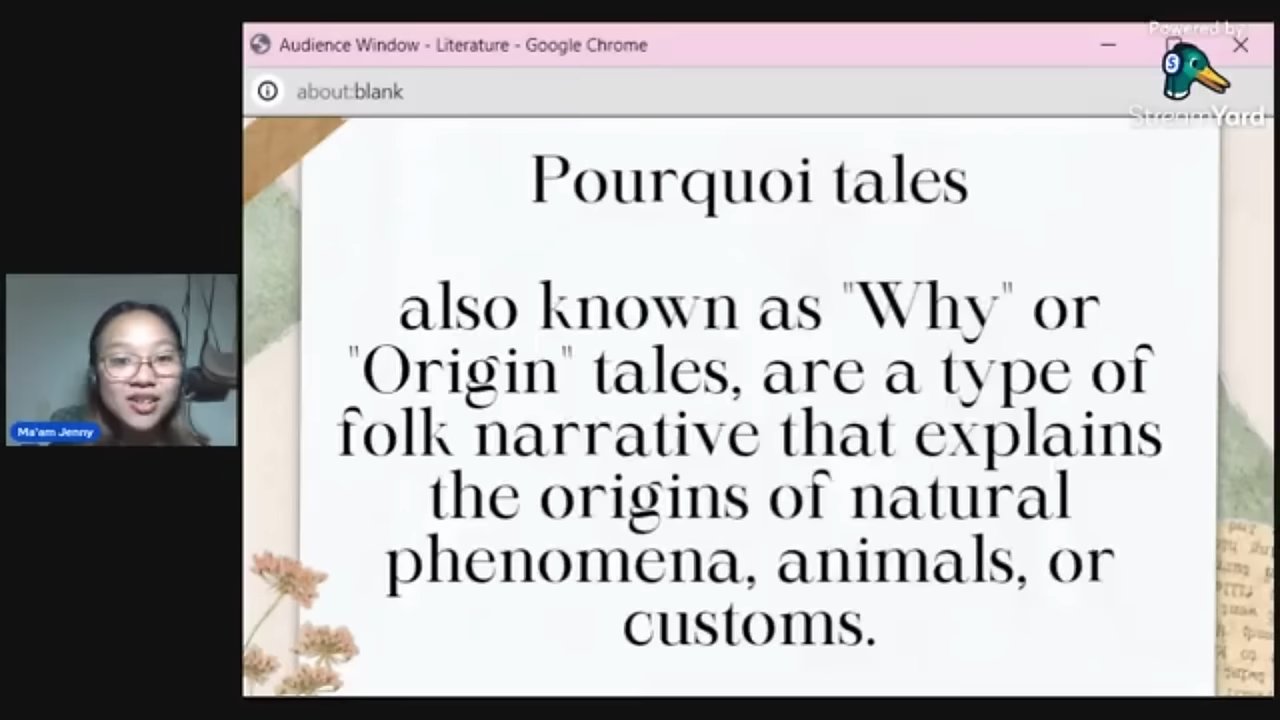 Audience Window - Literature - Google Chrome
Powered by
about:blank
StreamYard
Pourquoi tales
also known as "Why" or
"Origin" tales, are a type of
folk narrative that explains
the origins of natural
phenomena, animals, or
customs.
Ma'am Jenny